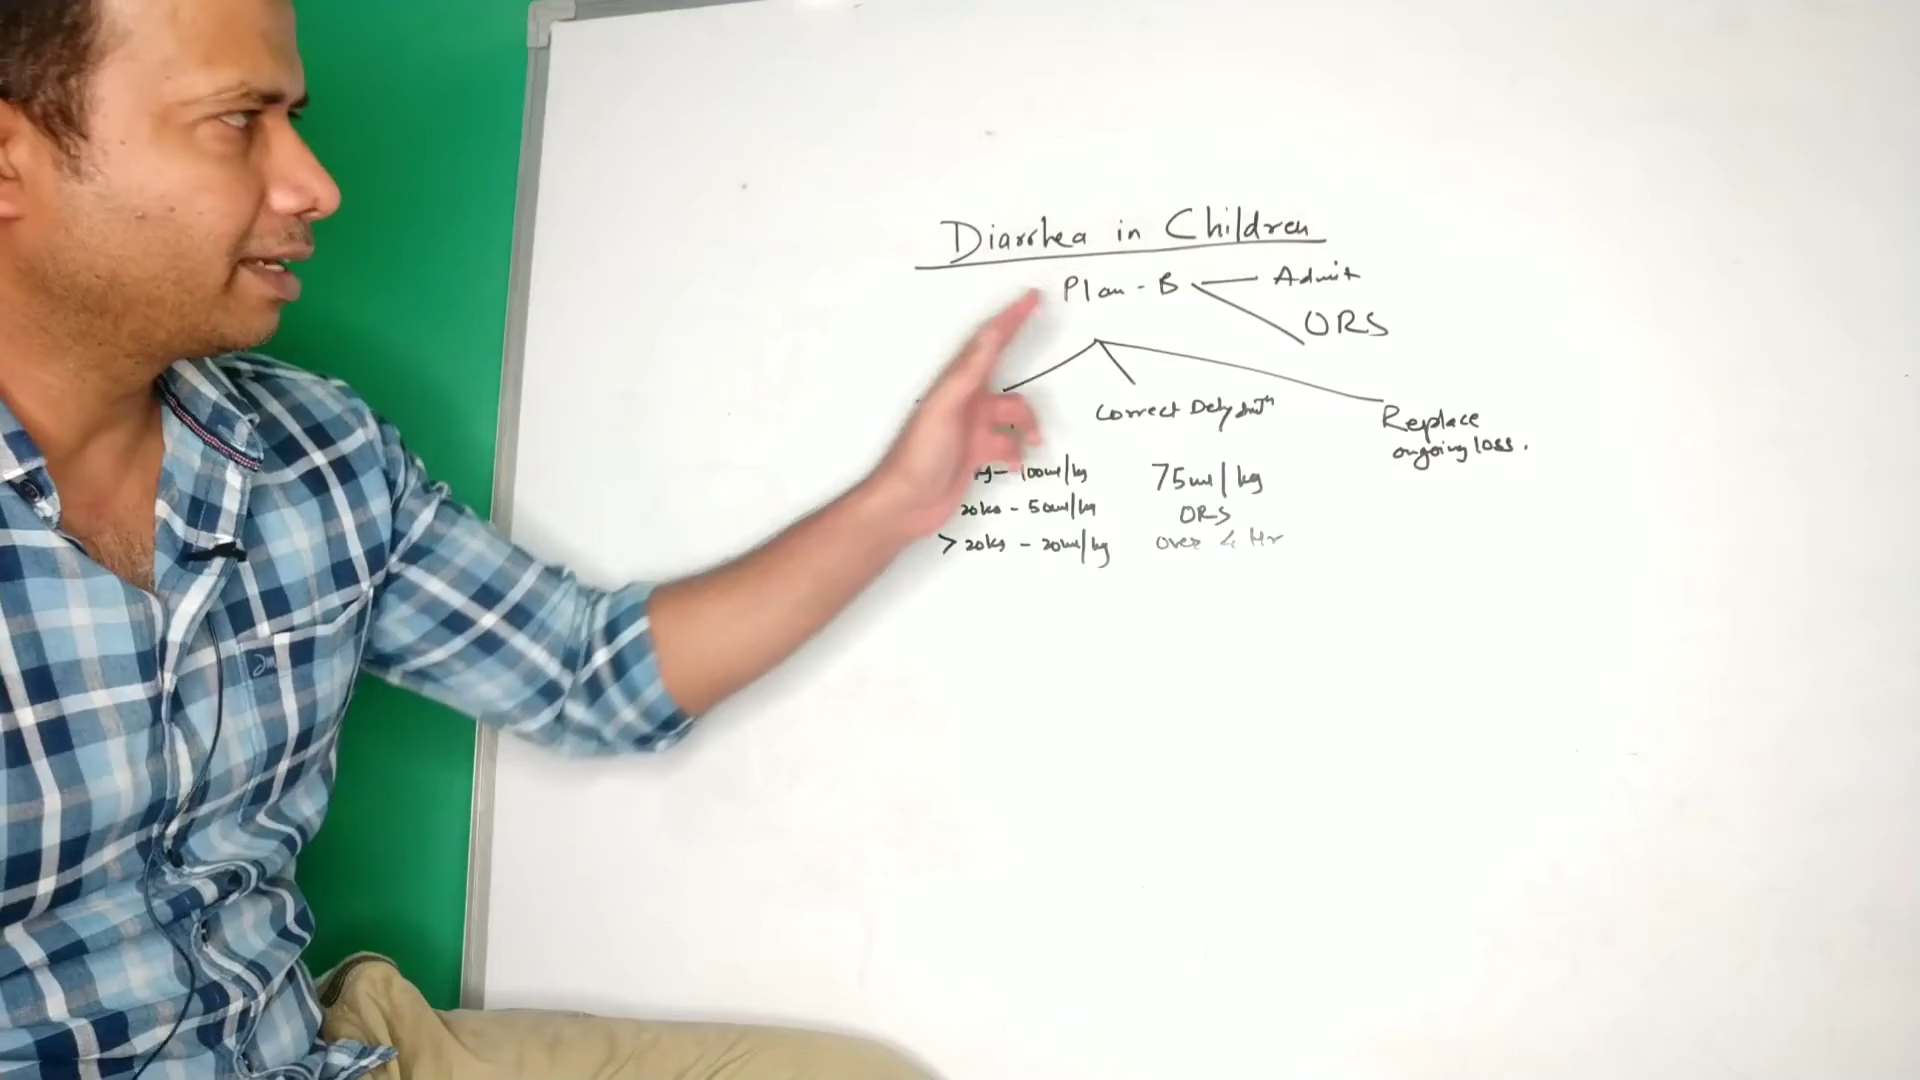 Diarrhea in Children
Plan - B
Admit
ORS
Correct
Replace
ongoing loss.
100ml/kg
20kg - 50ml/kg
> 20kg - 20ml/kg
75ml/kg
ORS
over 4 Hr